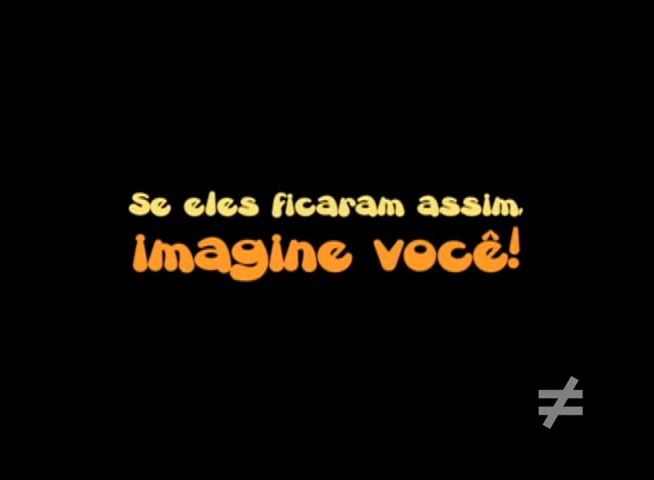 Se eles ficaram assim,
imagine você!
≠